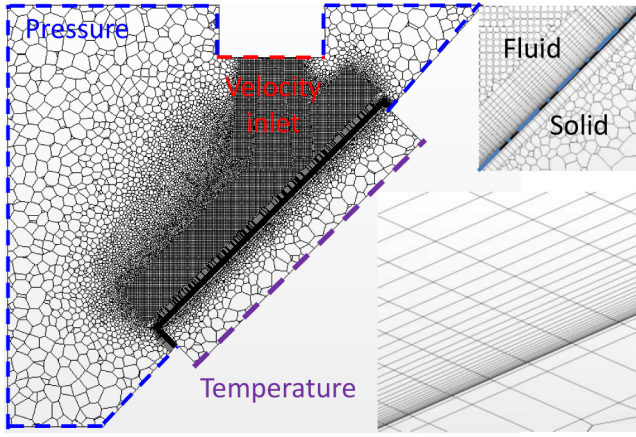 Pressure
Velocity
inlet
Fluid
Solid
Temperature